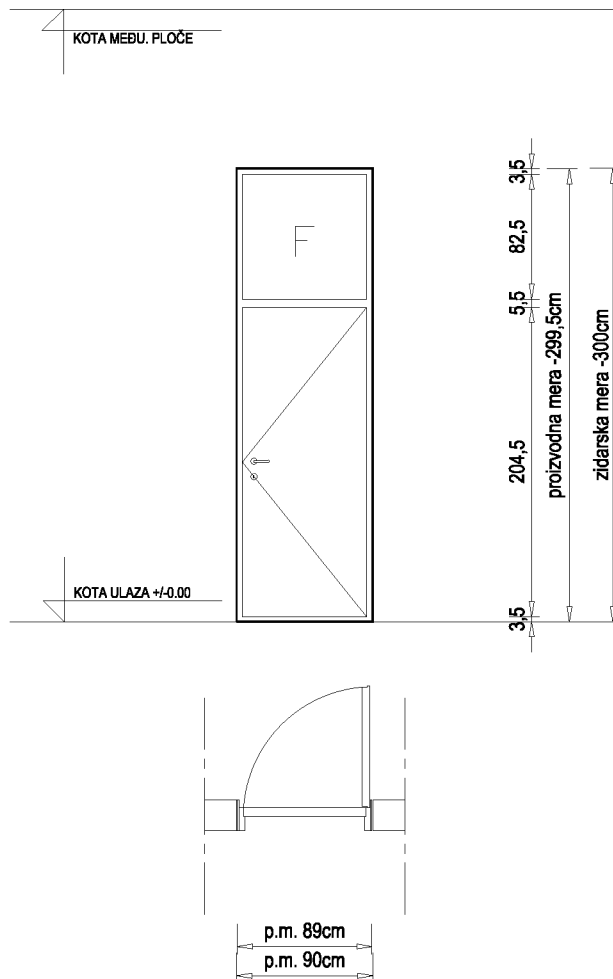 KOTA MEĐU. PLOČE
F
3,5
82,5
5,5
204,5
3,5
proizvodna mera -299,5cm
zidarska mera -300cm
KOTA ULAZA +/-0.00
p.m. 89cm
p.m. 90cm